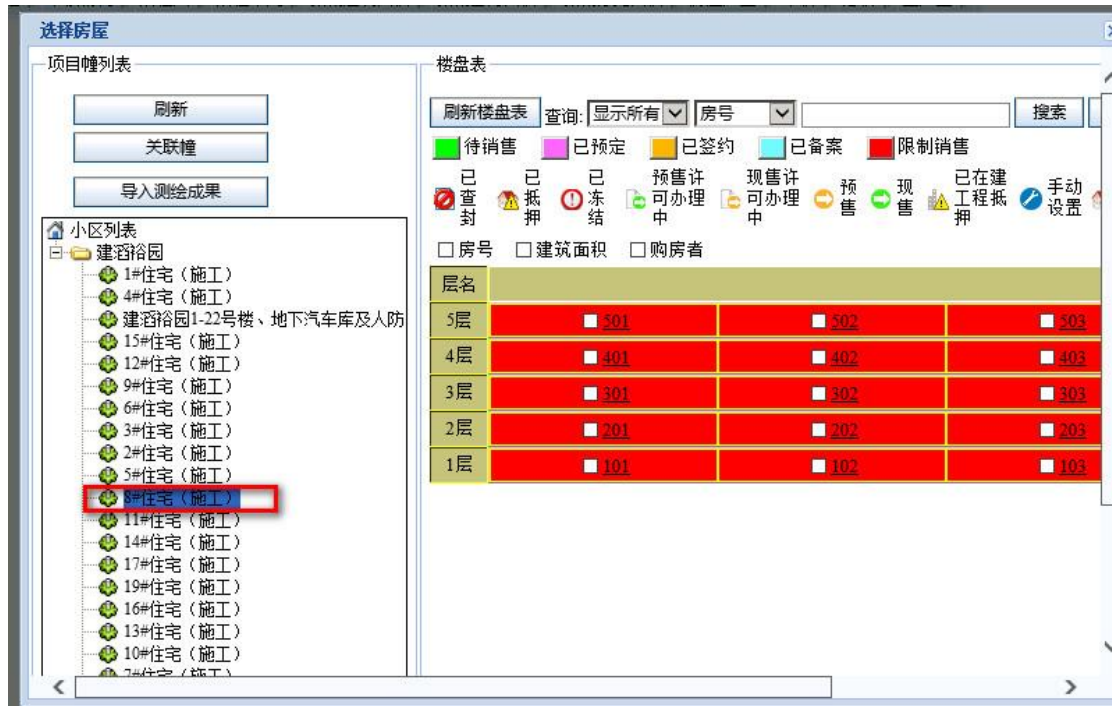 选择房屋
项目幢列表
刷新
关联幢
导入测绘成果
小区列表
建滔裕园
1#住宅（施工）
4#住宅（施工）
建滔裕园1-22号楼、地下汽车库及人防
15#住宅（施工）
12#住宅（施工）
9#住宅（施工）
6#住宅（施工）
3#住宅（施工）
2#住宅（施工）
5#住宅（施工）
8#住宅（施工）
11#住宅（施工）
14#住宅（施工）
17#住宅（施工）
19#住宅（施工）
16#住宅（施工）
13#住宅（施工）
10#住宅（施工）
7#住宅（施工）
楼盘表
刷新楼盘表 查询: 显示所有 房号 搜索
待销售 已预定 已签约 已备案 限制销售
已查封 已抵押 已冻结 预售许可办理中 现售许可办理中 预售 现售 已在建工程抵押 手动设置
房号 建筑面积 购房者
层名
5层 501 502 503
4层 401 402 403
3层 301 302 303
2层 201 202 203
1层 101 102 103